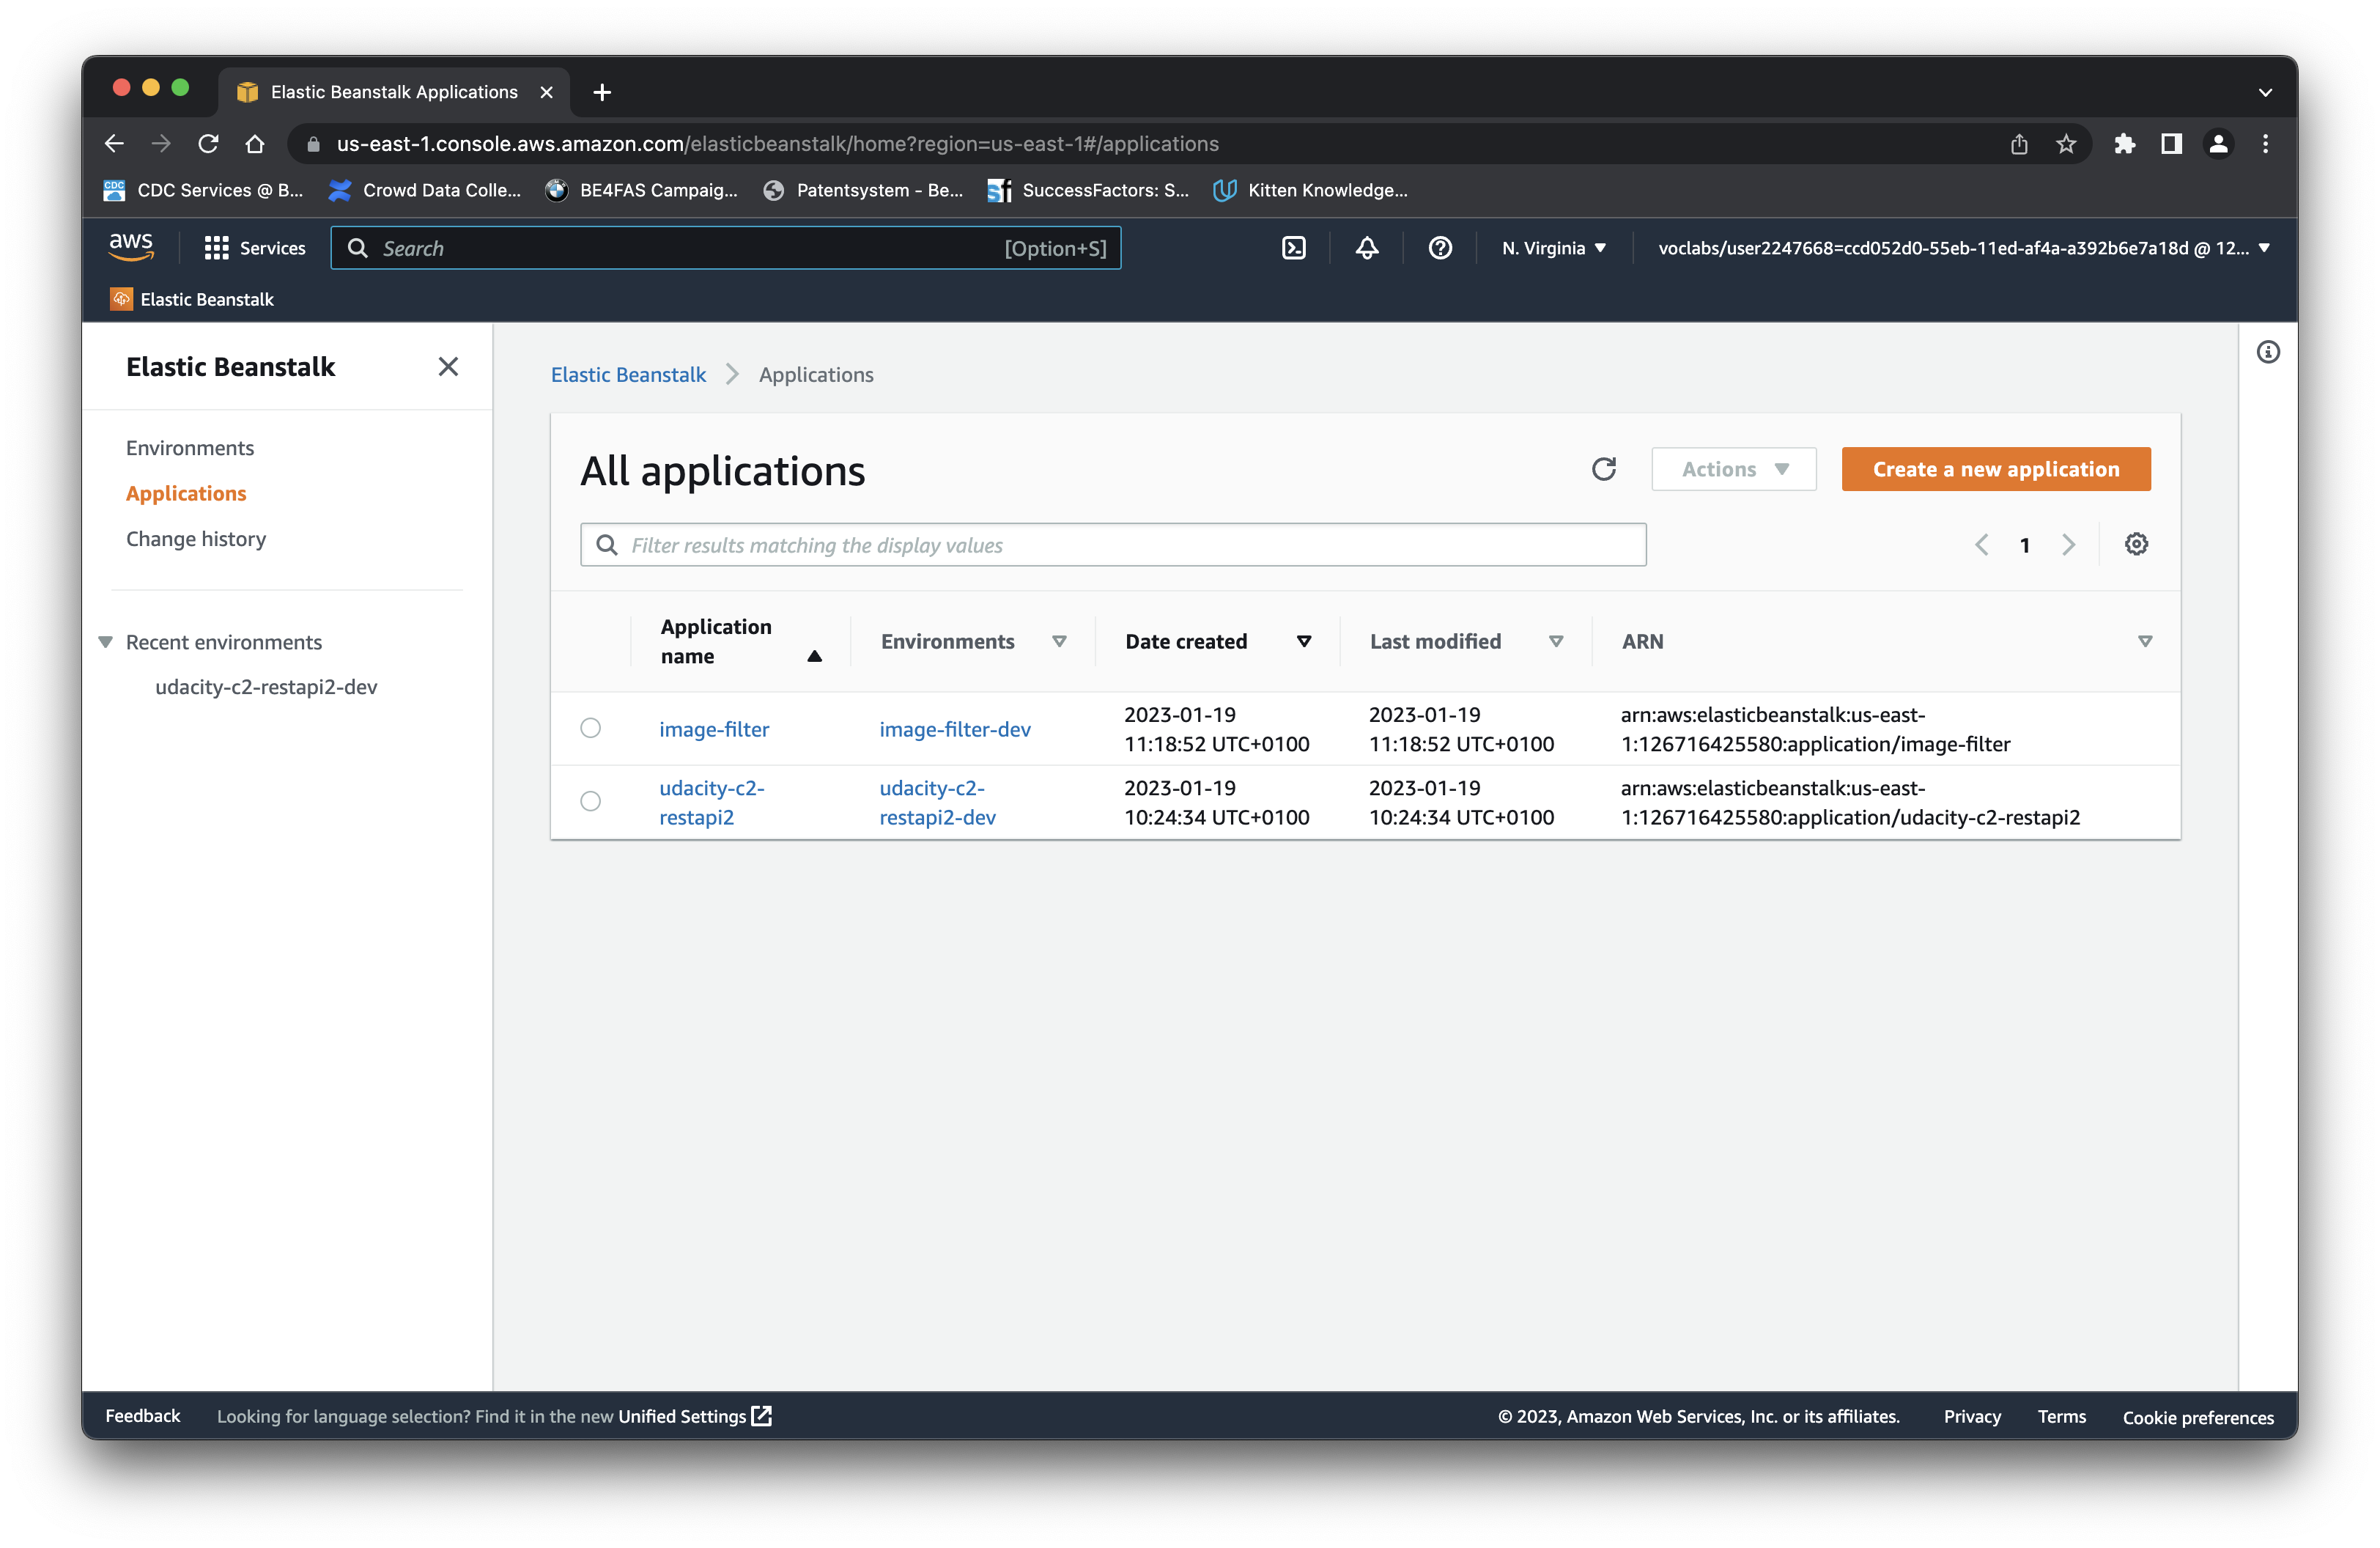 Elastic Beanstalk Applications
us-east-1.console.aws.amazon.com/elasticbeanstalk/home?region=us-east-1#/applications
CDC
CDC Services @ B...
Crowd Data Colle...
BE4FAS Campaig...
Patentsystem - Be...
SuccessFactors: S...
Kitten Knowledge...
aws
Services
Search
[Option+S]
N. Virginia
voclabs/user2247668=ccd052d0-55eb-11ed-af4a-a392b6e7a18d @ 12...
Elastic Beanstalk
Elastic Beanstalk
Environments
Applications
Change history
Recent environments
udacity-c2-restapi2-dev
Elastic Beanstalk
Applications
All applications
Actions
Create a new application
Filter results matching the display values
1
Application
name
Environments
Date created
Last modified
ARN
image-filter
image-filter-dev
2023-01-19
11:18:52 UTC+0100
2023-01-19
11:18:52 UTC+0100
arn:aws:elasticbeanstalk:us-east-
1:126716425580:application/image-filter
udacity-c2-
restapi2
udacity-c2-
restapi2-dev
2023-01-19
10:24:34 UTC+0100
2023-01-19
10:24:34 UTC+0100
arn:aws:elasticbeanstalk:us-east-
1:126716425580:application/udacity-c2-restapi2
Feedback
Looking for language selection? Find it in the new Unified Settings
© 2023, Amazon Web Services, Inc. or its affiliates.
Privacy
Terms
Cookie preferences